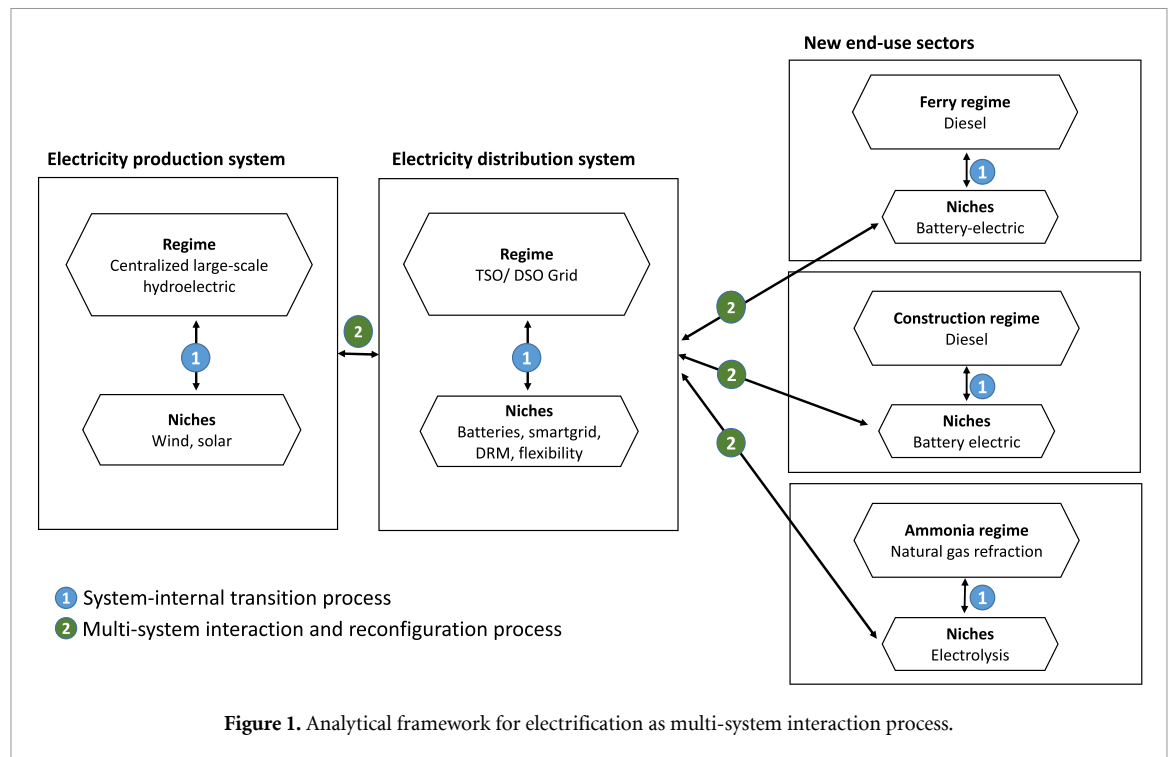 New end-use sectors
Ferry regime
Diesel
1
Niches
Battery-electric
Electricity production system
Regime
Centralized large-scale
hydroelectric
1
Niches
Wind, solar
2
Electricity distribution system
Regime
TSO/ DSO Grid
1
Niches
Batteries, smartgrid,
DRM, flexibility
2
2
2
Construction regime
Diesel
1
Niches
Battery electric
Ammonia regime
Natural gas refraction
1
Niches
Electrolysis
1 System-internal transition process
2 Multi-system interaction and reconfiguration process
Figure 1. Analytical framework for electrification as multi-system interaction process.